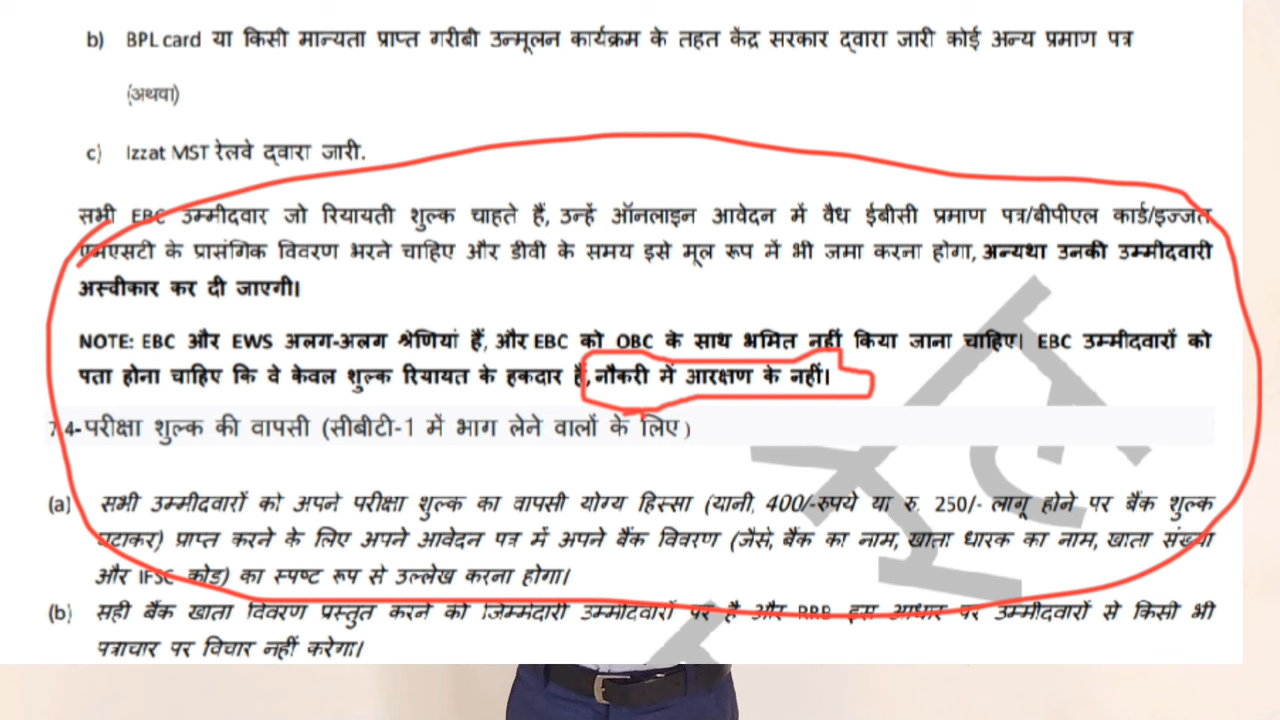 b) BPL card या किसी मान्यता प्राप्त गरीबी उन्मूलन कार्यक्रम के तहत केंद्र सरकार द्वारा जारी कोई अन्य प्रमाण पत्र
(अथवा)
c) Izzat MST रेलवे द्वारा जारी.
सभी EBC उम्मीदवार जो रियायती शुल्क चाहते हैं, उन्हें ऑनलाइन आवेदन में वैध ईबीसी प्रमाण पत्र/बीपीएल कार्ड/इज्जत
एमएसटी के प्रासंगिक विवरण भरने चाहिए और डीवी के समय इसे मूल रूप में भी जमा करना होगा, अन्यथा उनकी उम्मीदवारी
अस्वीकार कर दी जाएगी।
NOTE: EBC और EWS अलग-अलग श्रेणियां हैं, और EBC को OBC के साथ भ्रमित नहीं किया जाना चाहिए। EBC उम्मीदवारों को
पता होना चाहिए कि वे केवल शुल्क रियायत के हकदार हैं, नौकरी में आरक्षण के नहीं।
7.4-परीक्षा शुल्क की वापसी (सीबीटी-1 में भाग लेने वालों के लिए)
(a) सभी उम्मीदवारों को अपने परीक्षा शुल्क का वापसी योग्य हिस्सा (यानी, 400/-रुपये या रु. 250/- लागू होने पर बैंक शुल्क
घटाकर) प्राप्त करने के लिए अपने आवेदन पत्र में अपने बैंक विवरण (जैसे, बैंक का नाम, खाता धारक का नाम, खाता संख्या
और IFSC कोड) का स्पष्ट रूप से उल्लेख करना होगा।
(b) सही बैंक खाता विवरण प्रस्तुत करने की जिम्मेदारी उम्मीदवारों पर है और RRB इस आधार पर उम्मीदवारों से किसी भी
पत्राचार पर विचार नहीं करेगा।